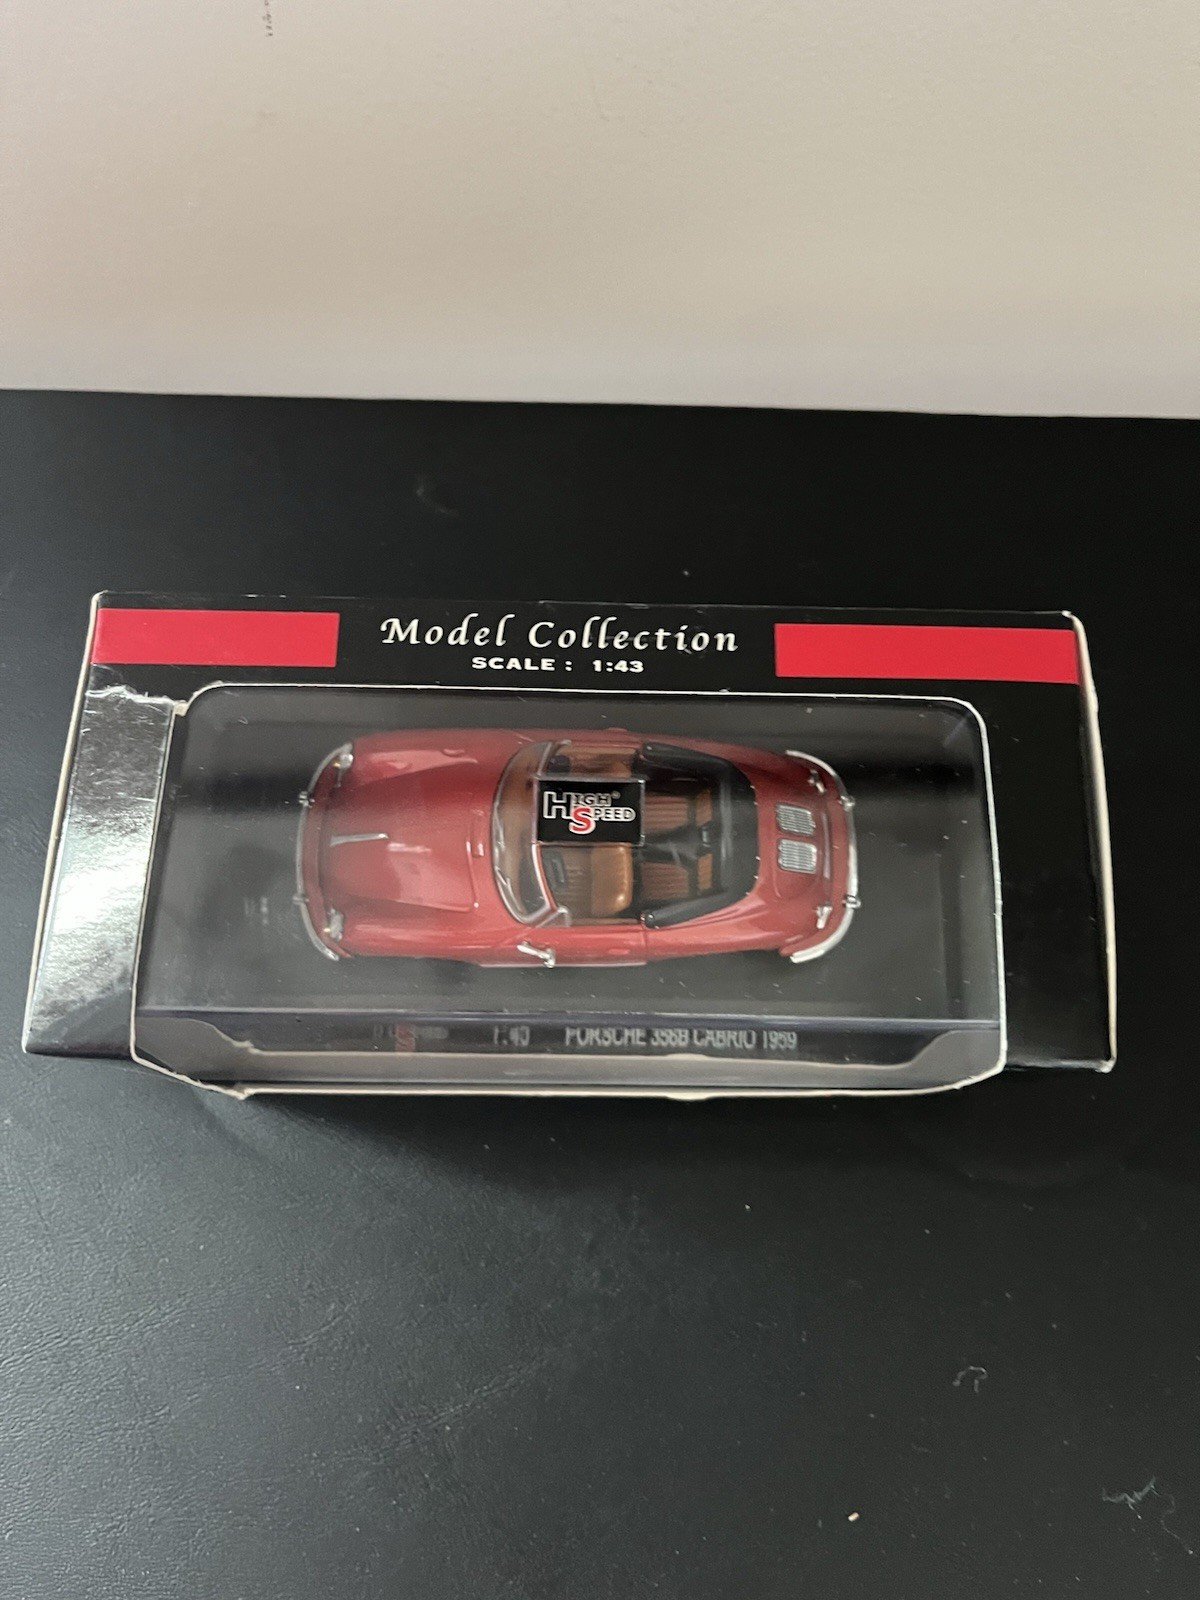 Model Collection
SCALE: 1:43
HIGH® SPEED
1:43 PORSCHE 356B CABRIO 1959